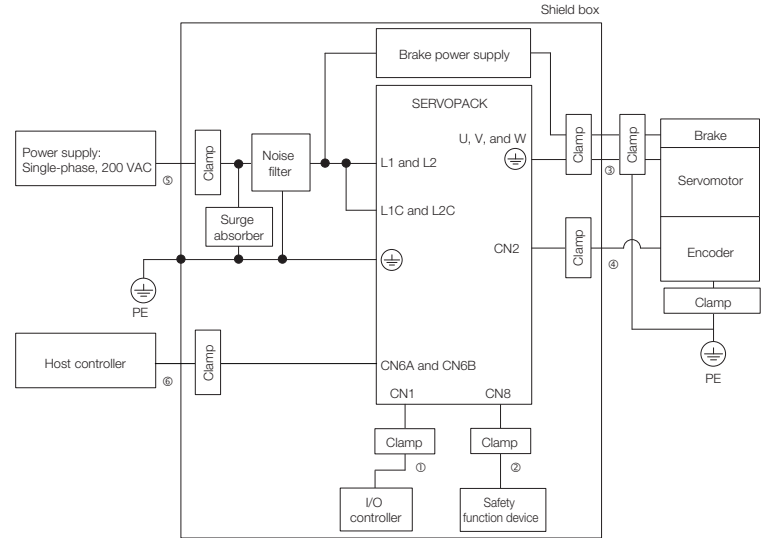 Shield box
Brake power supply
SERVOPACK
U, V, and W
Clamp
Clamp
Brake
Power supply:
Single-phase, 200 VAC
⑤
Clamp
Noise
filter
L1 and L2
③
Servomotor
Surge
absorber
L1C and L2C
CN2
Clamp
④
Encoder
Clamp
PE
PE
Host controller
⑥
Clamp
CN6A and CN6B
CN1
CN8
Clamp
①
Clamp
②
I/O
controller
Safety
function device